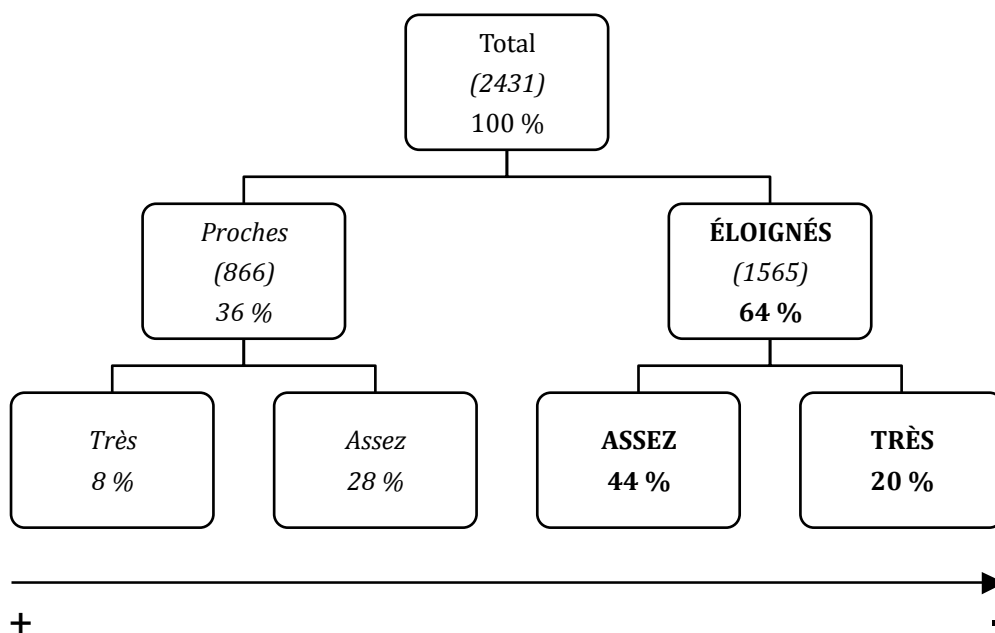 Total
(2431)
100 %
Proches
(866)
36 %
ÉLOIGNÉS
(1565)
64 %
Très
8 %
Assez
28 %
ASSEZ
44 %
TRÈS
20 %
+